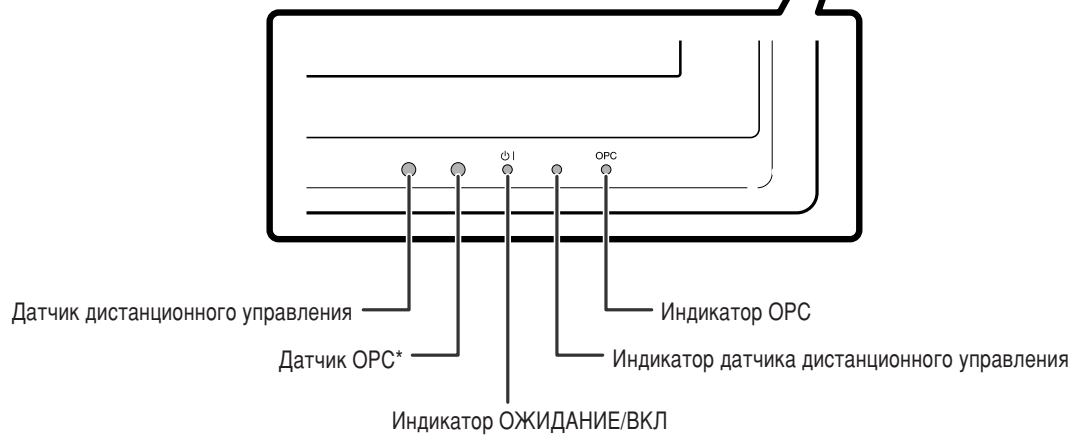 ⏻ I
OPC
Датчик дистанционного управления
Индикатор OPC
Датчик OPC*
Индикатор датчика дистанционного управления
Индикатор ОЖИДАНИЕ/ВКЛ